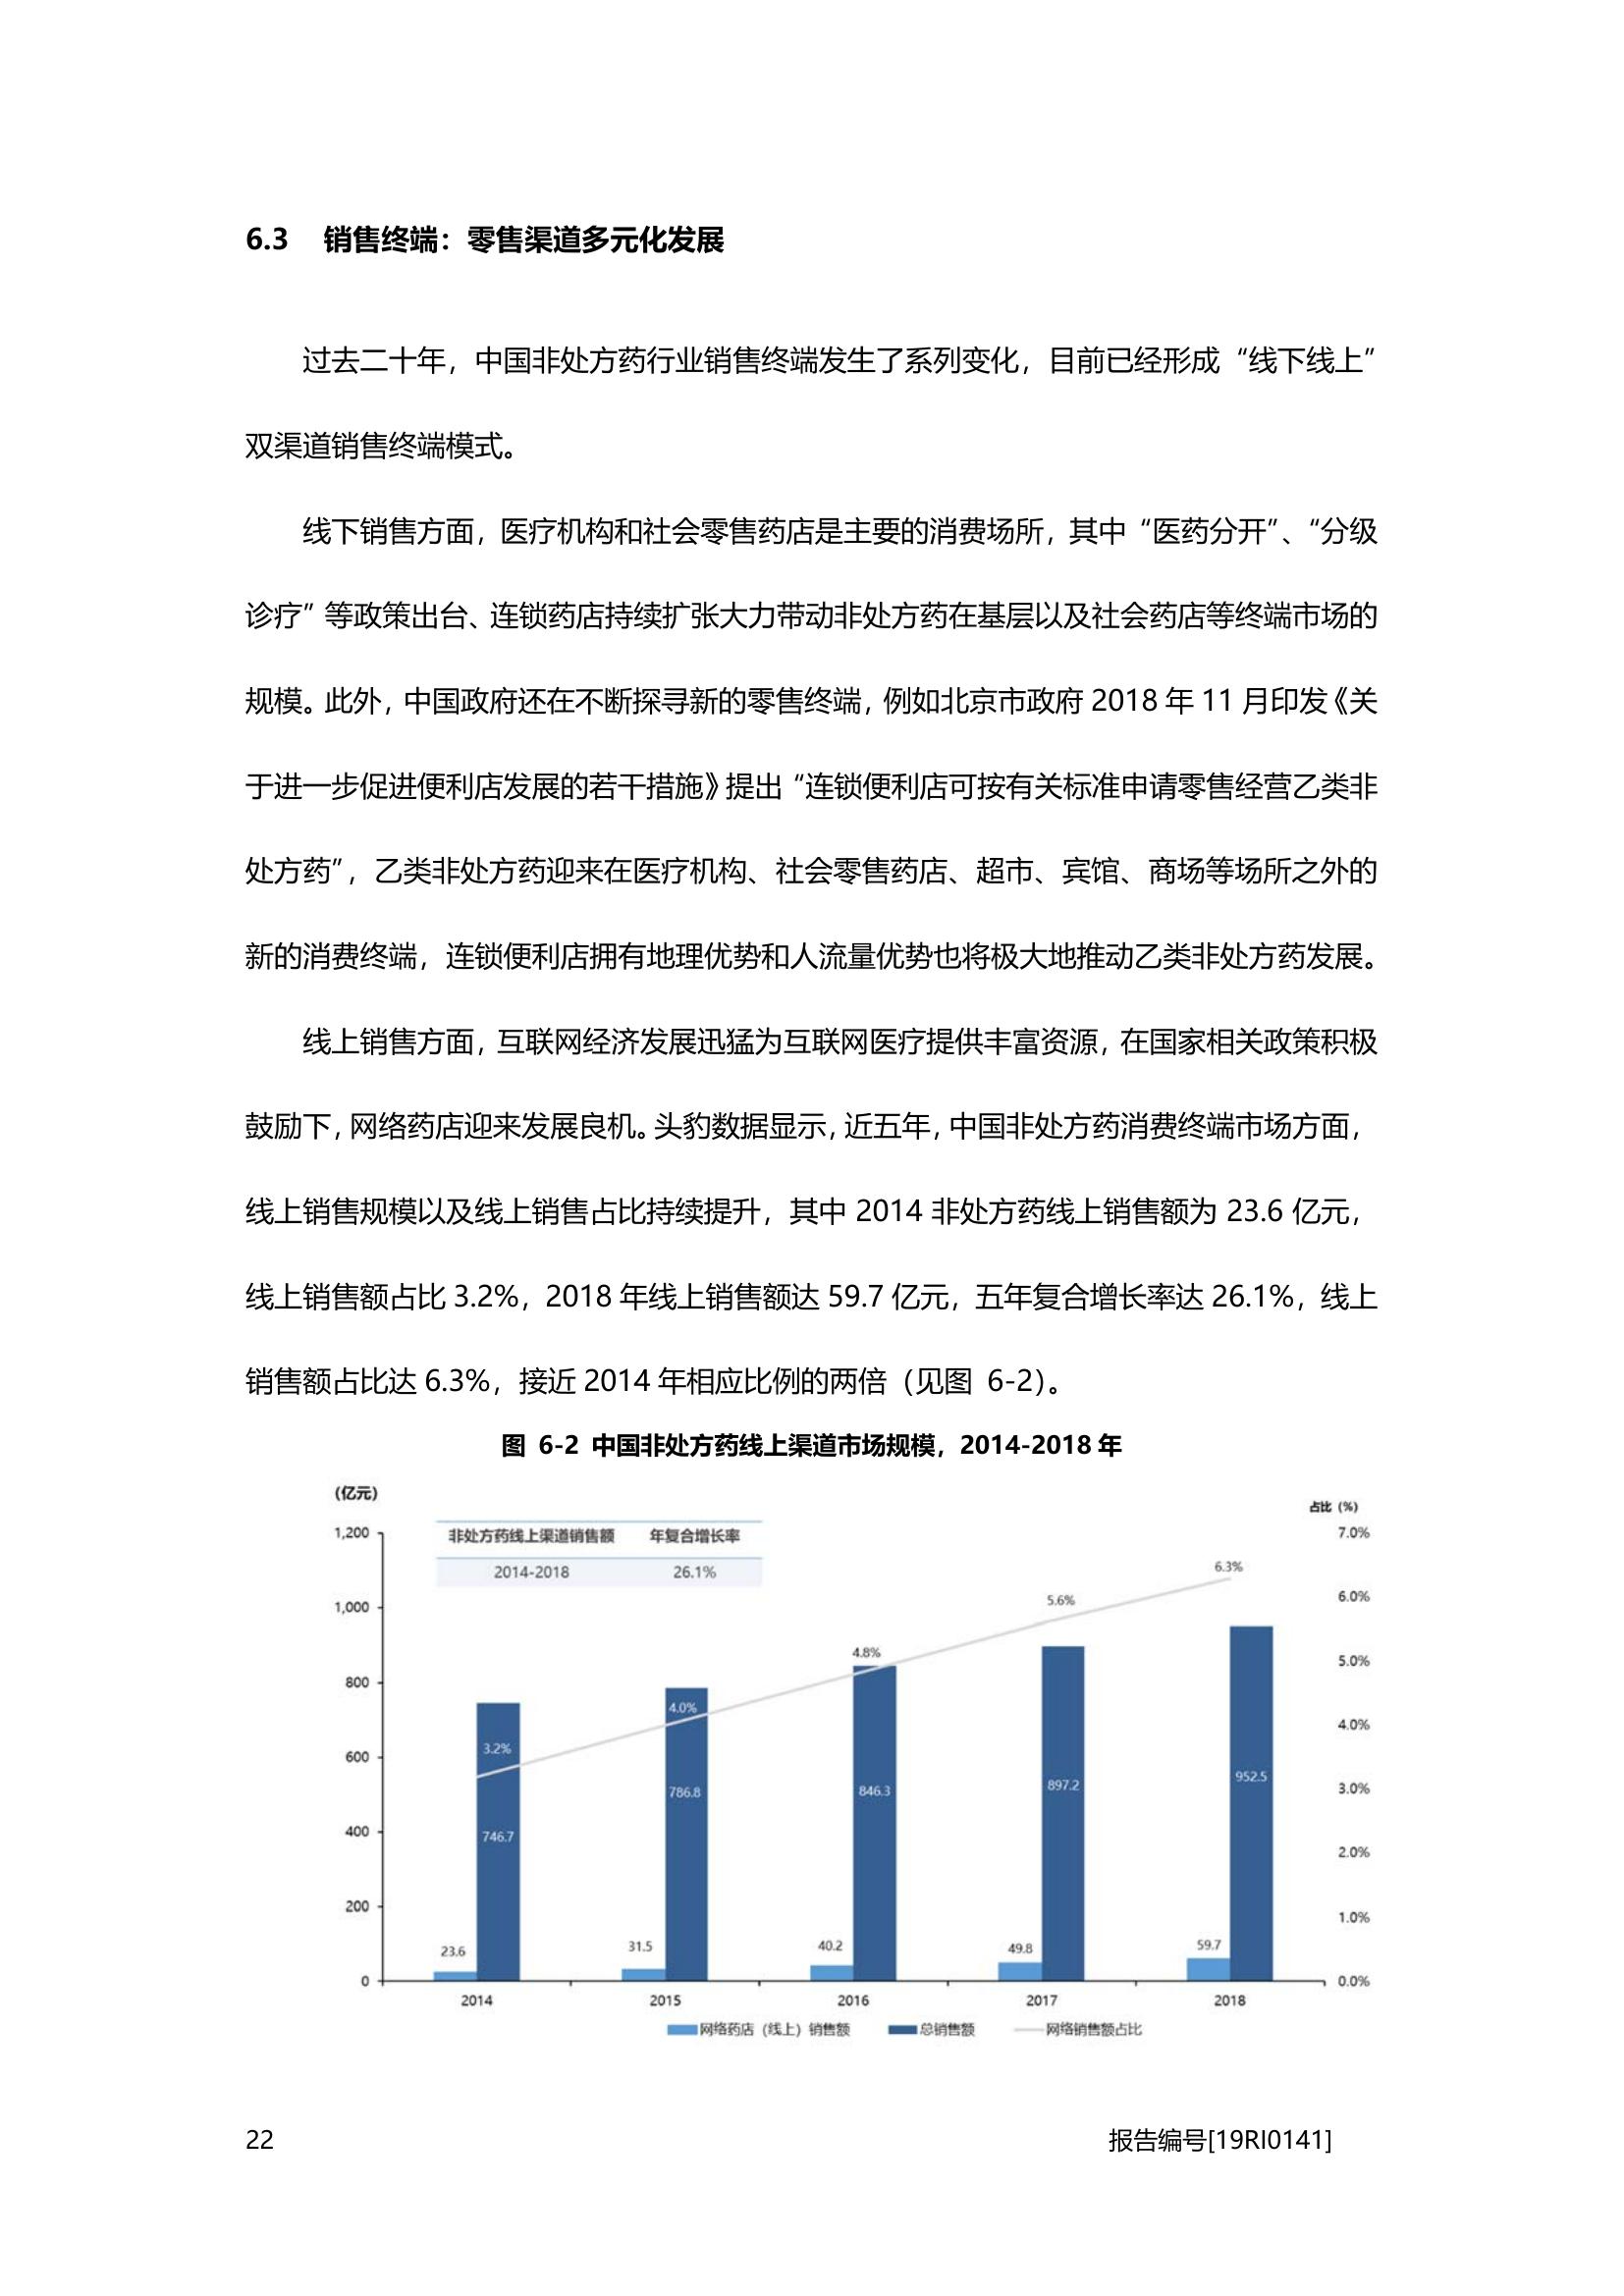 6.3 销售终端：零售渠道多元化发展
过去二十年，中国非处方药行业销售终端发生了系列变化，目前已经形成“线下线上”
双渠道销售终端模式。
线下销售方面，医疗机构和社会零售药店是主要的消费场所，其中“医药分开”、“分级
诊疗”等政策出台、连锁药店持续扩张大力带动非处方药在基层以及社会药店等终端市场的
规模。此外，中国政府还在不断探寻新的零售终端，例如北京市政府 2018 年 11 月印发《关
于进一步促进便利店发展的若干措施》提出“连锁便利店可按有关标准申请零售经营乙类非
处方药”，乙类非处方药迎来在医疗机构、社会零售药店、超市、宾馆、商场等场所之外的
新的消费终端，连锁便利店拥有地理优势和人流量优势也将极大地推动乙类非处方药发展。
线上销售方面，互联网经济发展迅猛为互联网医疗提供丰富资源，在国家相关政策积极
鼓励下，网络药店迎来发展良机。头豹数据显示，近五年，中国非处方药消费终端市场方面，
线上销售规模以及线上销售占比持续提升，其中 2014 非处方药线上销售额为 23.6 亿元，
线上销售额占比 3.2%，2018 年线上销售额达 59.7 亿元，五年复合增长率达 26.1%，线上
销售额占比达 6.3%，接近 2014 年相应比例的两倍（见图 6-2）。
图 6-2 中国非处方药线上渠道市场规模，2014-2018 年
（亿元）
占比（%）
非处方药线上渠道销售额 年复合增长率
2014-2018 26.1%
1,200
1,000
800
600
400
200
0
7.0%
6.0%
5.0%
4.0%
3.0%
2.0%
1.0%
0.0%
3.2%
4.0%
4.8%
5.6%
6.3%
746.7
786.8
846.3
897.2
952.5
23.6
31.5
40.2
49.8
59.7
2014 2015 2016 2017 2018
网络药店（线上）销售额 总销售额 网络销售额占比
22 报告编号[19RI0141]